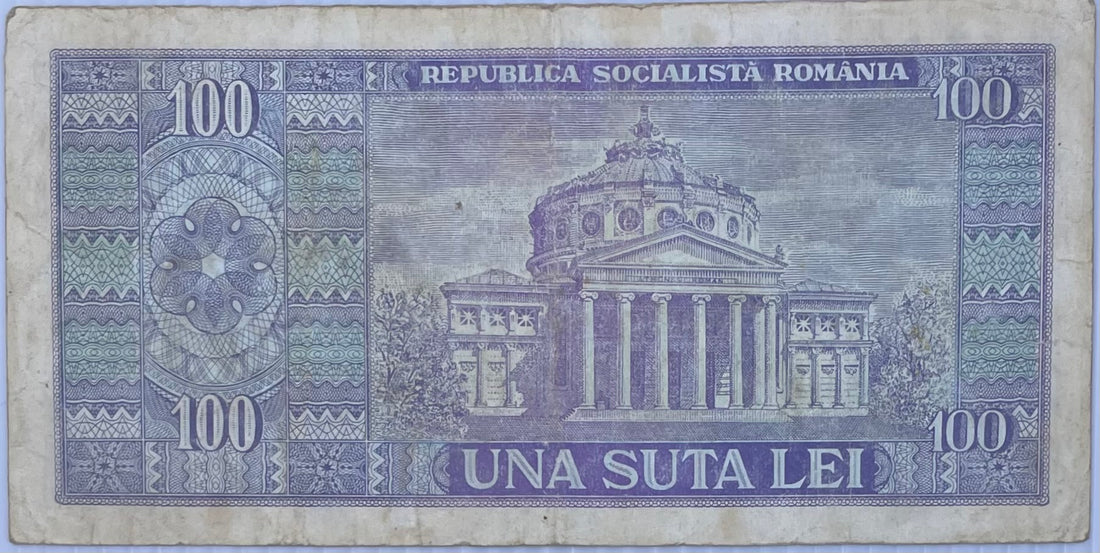 REPUBLICA SOCIALISTĂ ROMÂNIA
100
100
100
100
UNA SUTA LEI